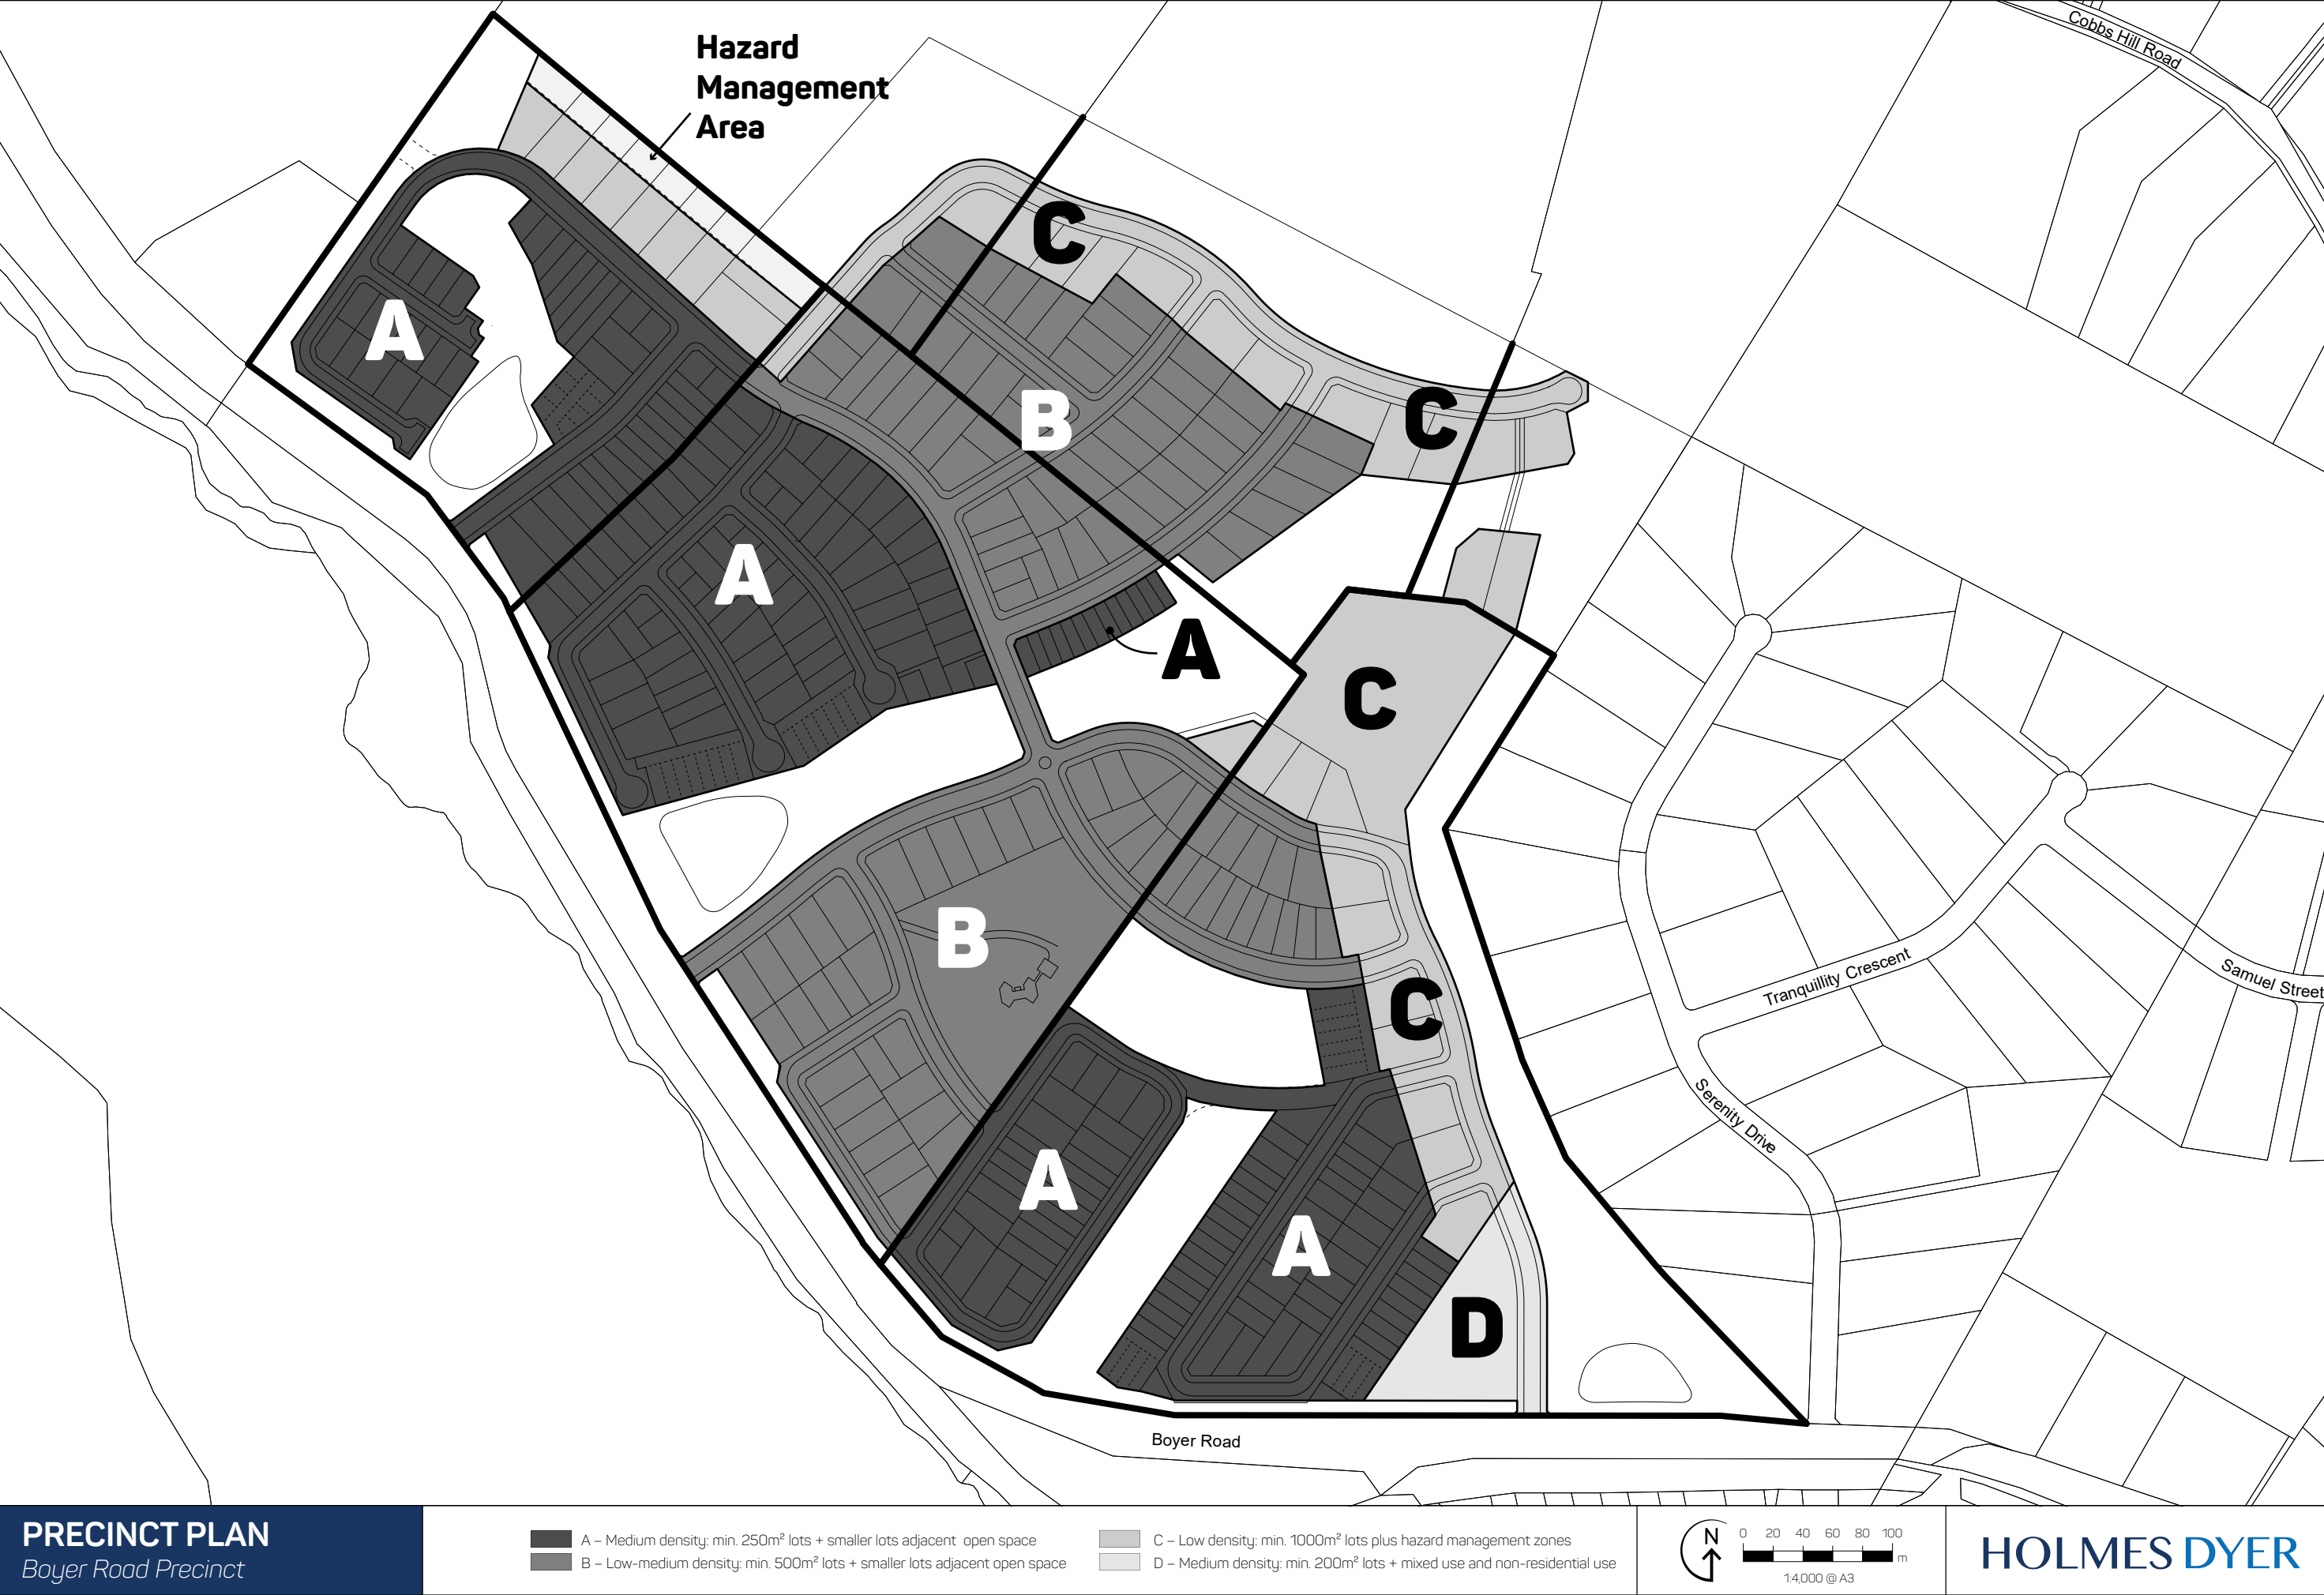 Cobbs Hill Road
Hazard
Management
Area
C
A
B
C
A
A
C
B
C
Tranquillity Crescent
Samuel Street
Serenity Drive
A
A
D
Boyer Road
PRECINCT PLAN
Boyer Road Precinct
A – Medium density: min. 250m² lots + smaller lots adjacent open space
B – Low-medium density: min. 500m² lots + smaller lots adjacent open space
C – Low density: min. 1000m² lots plus hazard management zones
D – Medium density: min. 200m² lots + mixed use and non-residential use
N
0 20 40 60 80 100
m
1:4,000 @ A3
HOLMES DYER